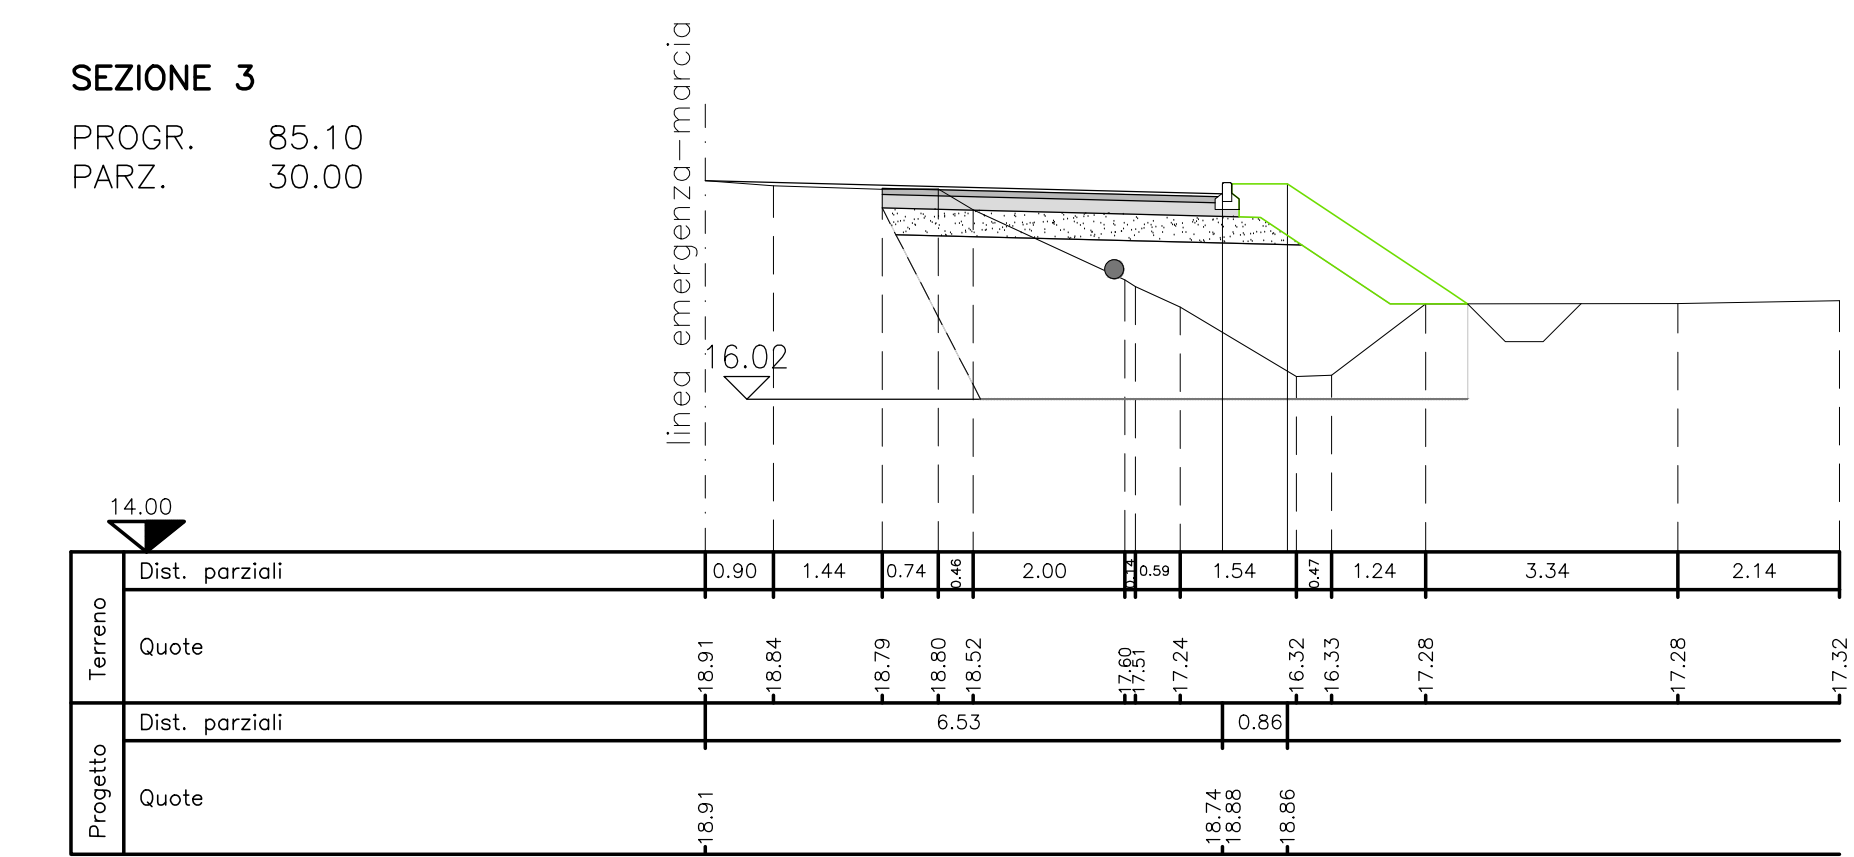 SEZIONE 3
PROGR. 85.10
PARZ. 30.00
linea emergenza-marcia
16.02
14.00
Terreno
Dist. parziali 0.90 1.44 0.74 0.46 2.00 0.14 0.59 1.54 0.47 1.24 3.34 2.14
Quote 18.91 18.84 18.79 18.80 18.52 17.60 17.51 17.24 16.32 16.33 17.28 17.28 17.32
Progetto
Dist. parziali 6.53 0.86
Quote 18.91 18.74 18.88 18.86